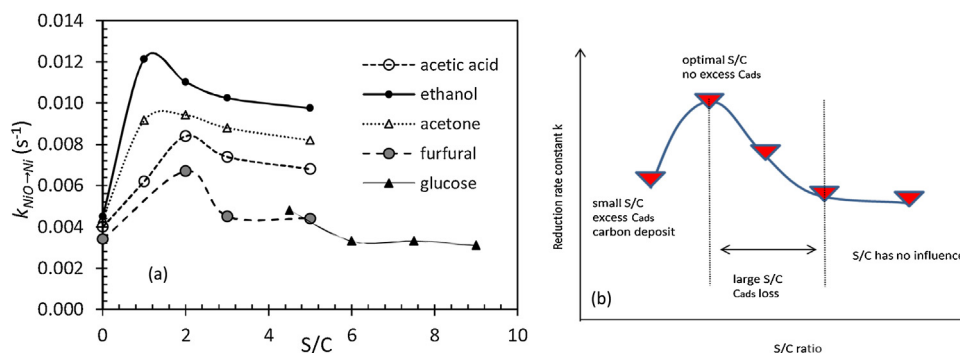 0.014
0.012
0.010
0.008
0.006
0.004
0.002
0.000
k_NiO→Ni (s⁻¹)
0
2
4
6
8
10
S/C
acetic acid
ethanol
acetone
furfural
glucose
(a)
Reduction rate constant k
optimal S/C
no excess Cads
small S/C
excess Cads
carbon deposit
S/C has no influence
large S/C
Cads loss
(b)
S/C ratio